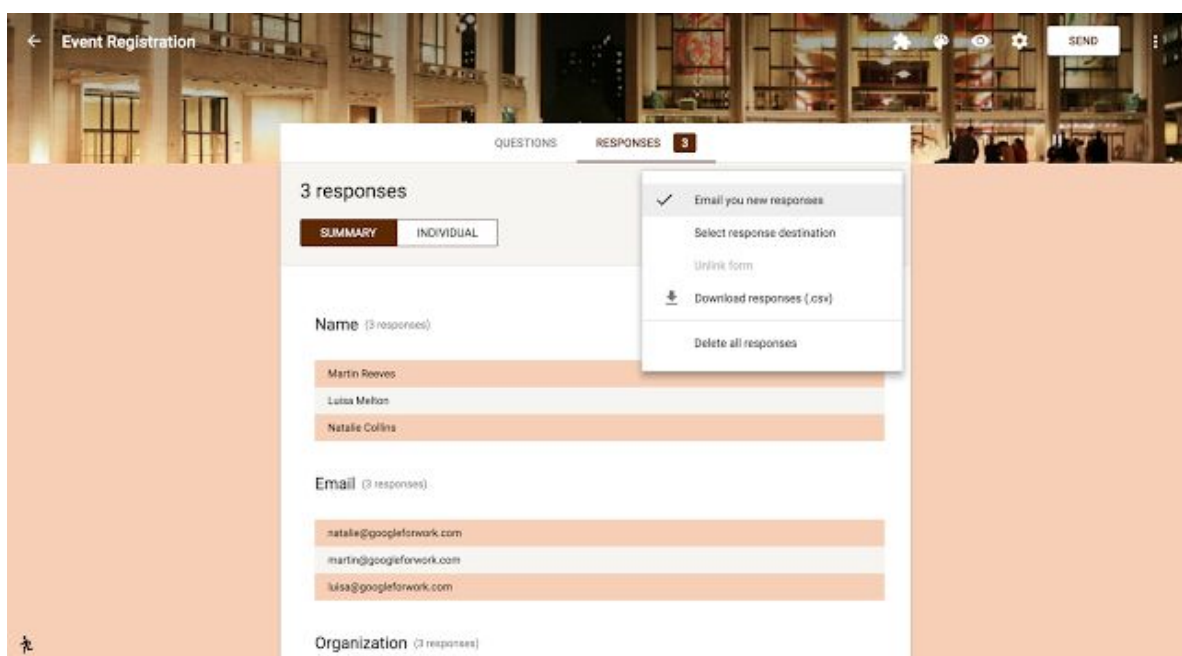 Event Registration
SEND
QUESTIONS
RESPONSES 3
3 responses
SUMMARY
INDIVIDUAL
Email you new responses
Select response destination
Unlink form
Download responses (.csv)
Delete all responses
Name (3 responses)
Martin Reeves
Luisa Melton
Natalie Collins
Email (3 responses)
natalie@googleforwork.com
martin@googleforwork.com
luisa@googleforwork.com
Organization (3 responses)